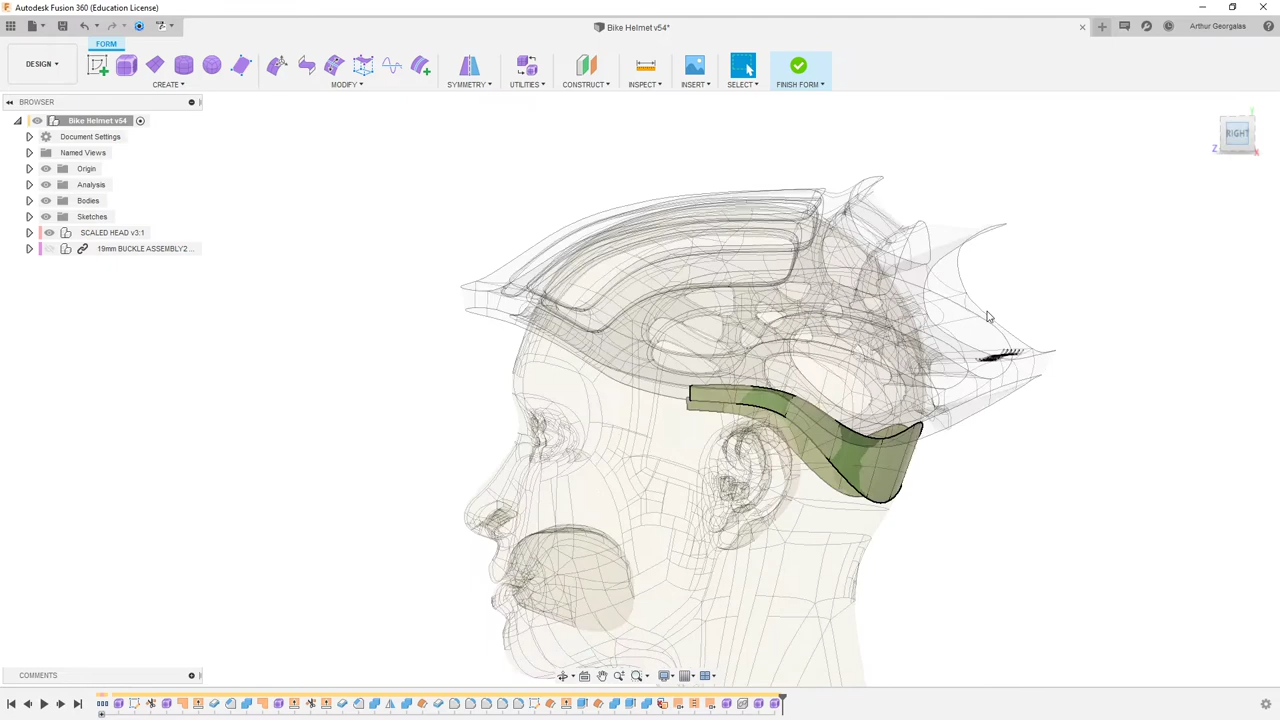 Autodesk Fusion 360 (Education License)
Bike Helmet v54*
Arthur Georgalas
FORM
DESIGN
CREATE
MODIFY
SYMMETRY
UTILITIES
CONSTRUCT
INSPECT
INSERT
SELECT
FINISH FORM
BROWSER
Bike Helmet v54
Document Settings
Named Views
Origin
Analysis
Bodies
Sketches
SCALED HEAD v3:1
19mm BUCKLE ASSEMBLY2...
Y
RIGHT
Z
X
COMMENTS